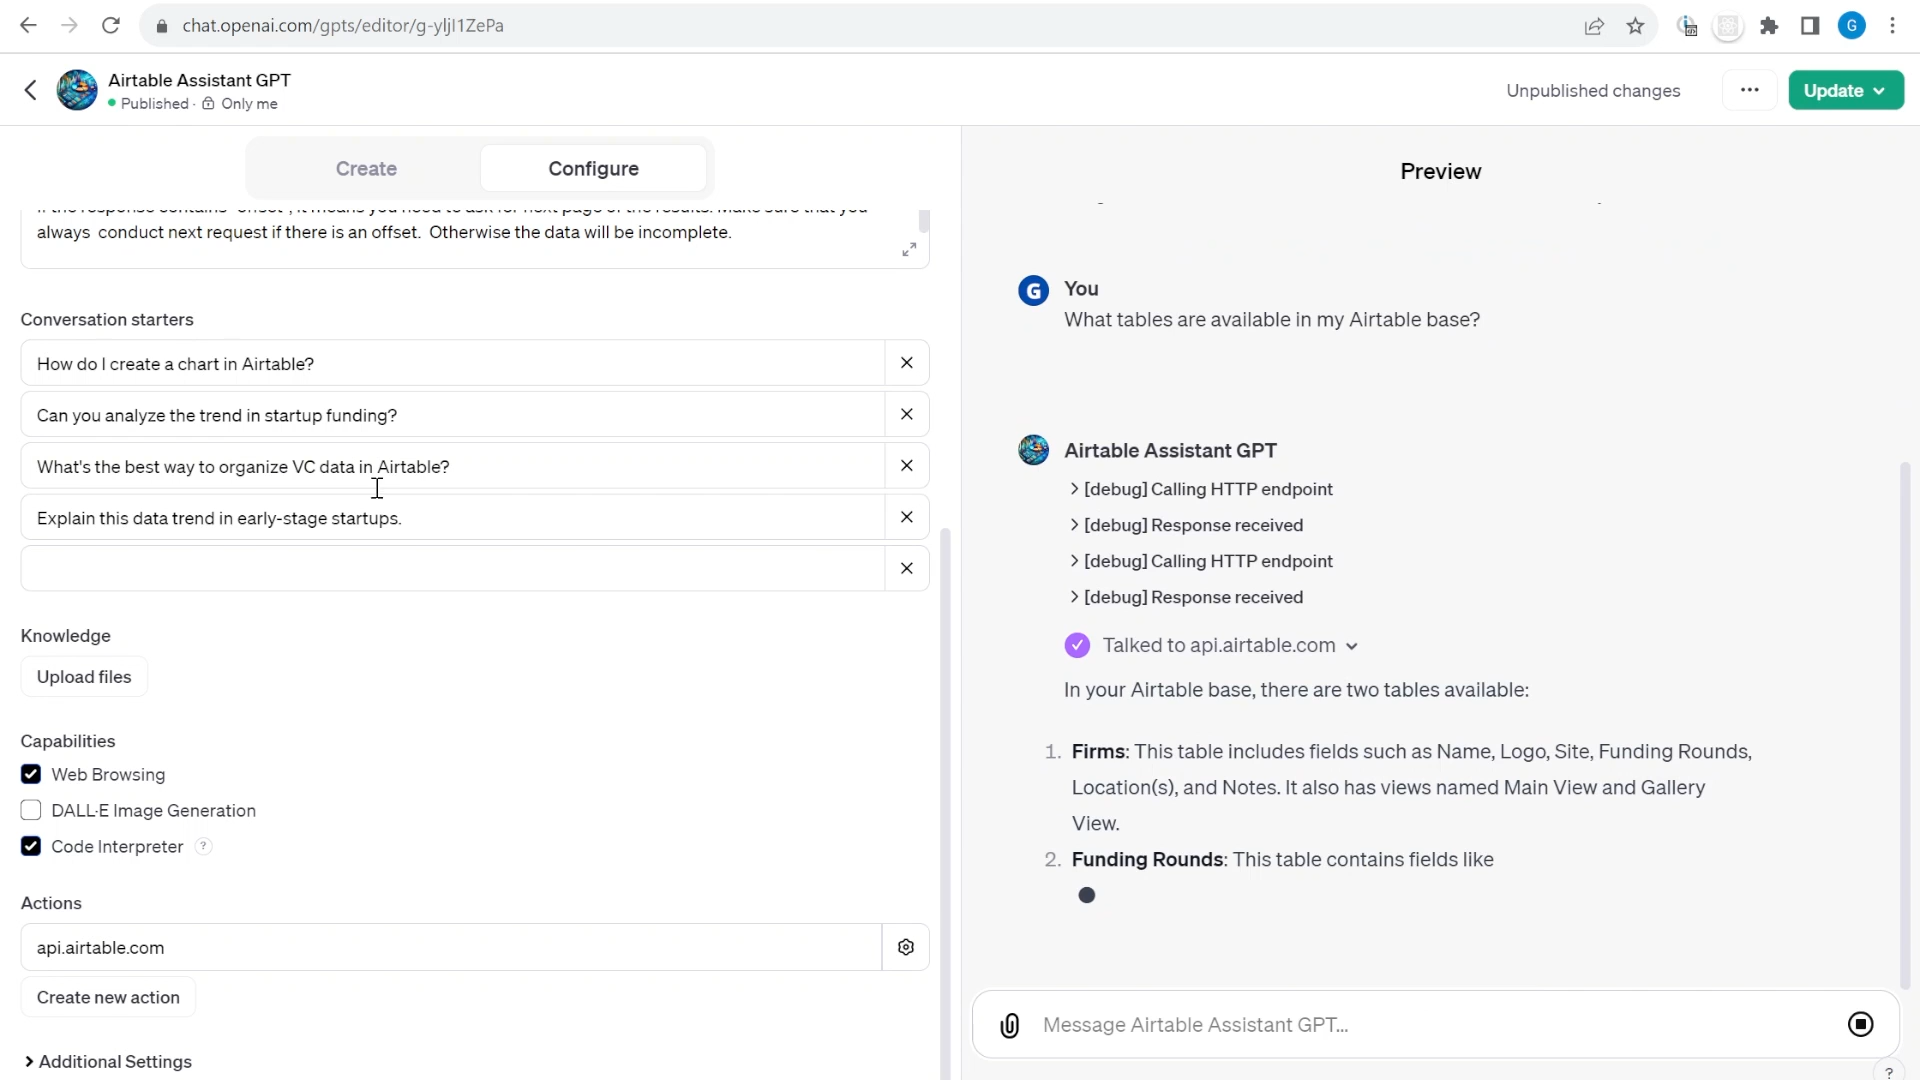 chat.openai.com/gpts/editor/g-yljl1ZePa
G
Airtable Assistant GPT
Published · Only me
Unpublished changes
Update
Create
Configure
If the response contains "offset", it means you need to ask for next page of the results. Make sure that you
always conduct next request if there is an offset. Otherwise the data will be incomplete.
Conversation starters
How do I create a chart in Airtable?
Can you analyze the trend in startup funding?
What's the best way to organize VC data in Airtable?
Explain this data trend in early-stage startups.
Knowledge
Upload files
Capabilities
Web Browsing
DALL·E Image Generation
Code Interpreter ?
Actions
api.airtable.com
Create new action
Additional Settings
Preview
G
You
What tables are available in my Airtable base?
Airtable Assistant GPT
[debug] Calling HTTP endpoint
[debug] Response received
[debug] Calling HTTP endpoint
[debug] Response received
Talked to api.airtable.com
In your Airtable base, there are two tables available:
1. Firms: This table includes fields such as Name, Logo, Site, Funding Rounds,
Location(s), and Notes. It also has views named Main View and Gallery
View.
2. Funding Rounds: This table contains fields like
Message Airtable Assistant GPT...
?